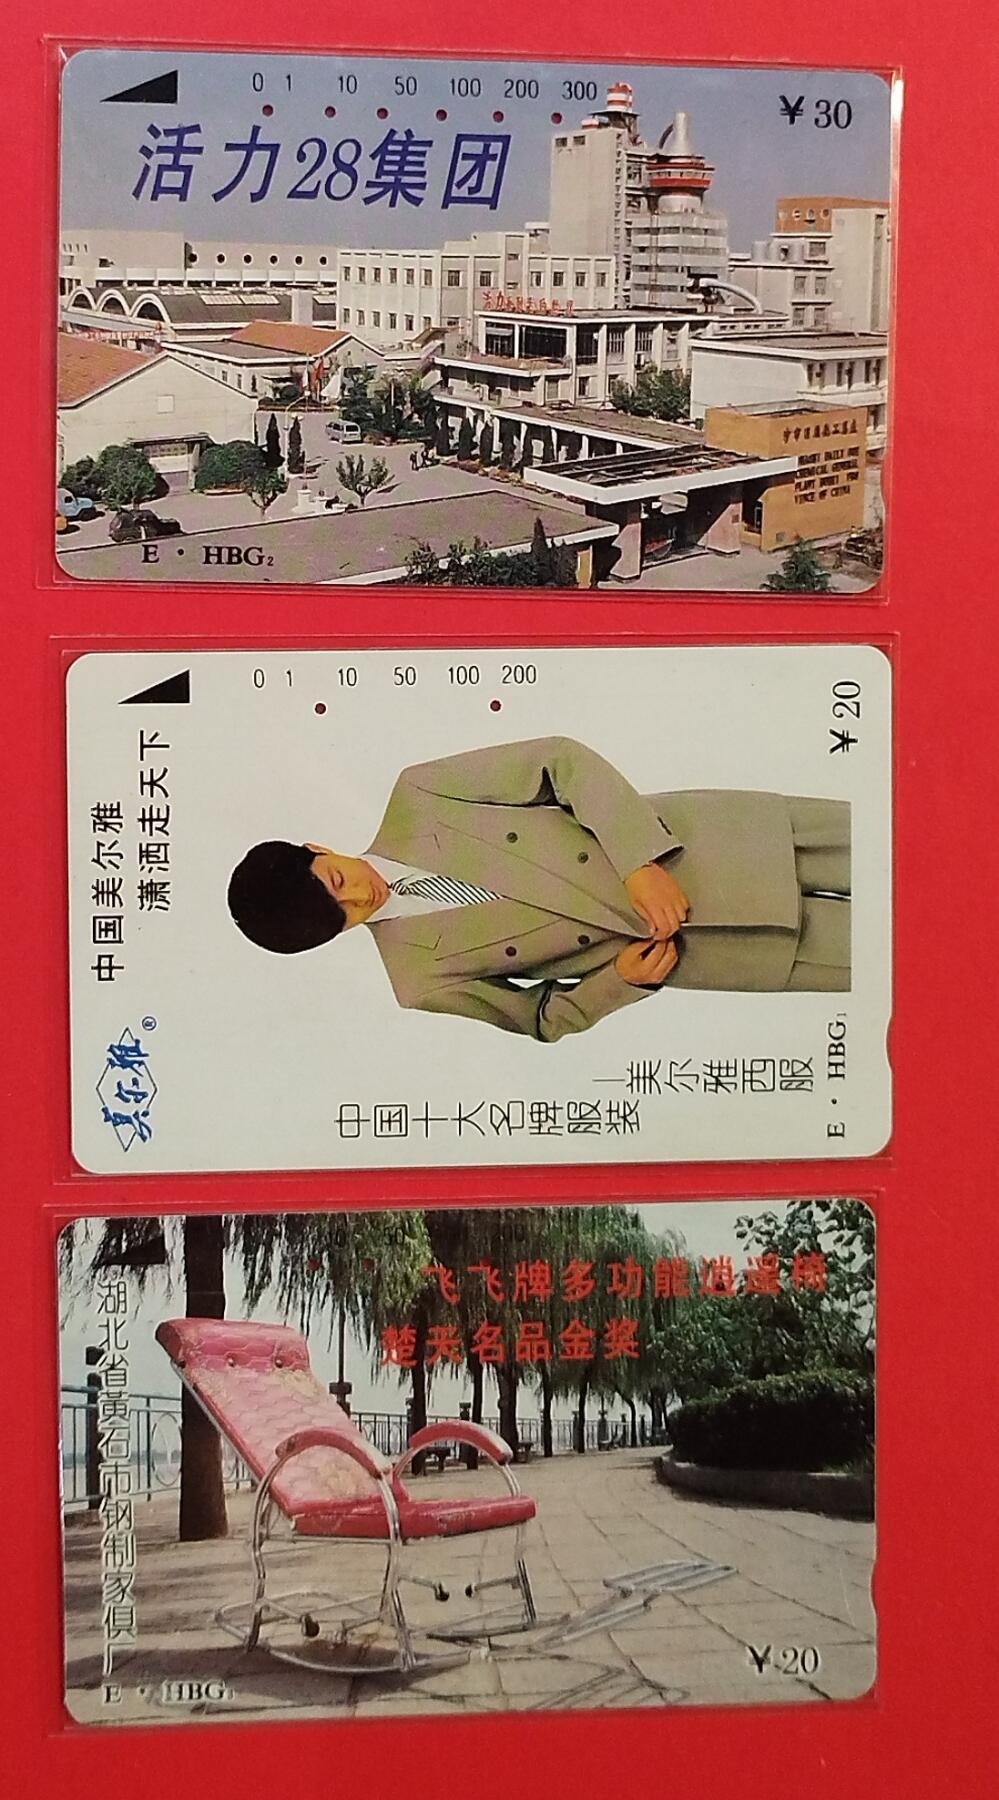 0 1 10 50 100 200 300
¥30
活力28集团
E · HBG₂
0 1 10 50 100 200
¥20
中国美尔雅
潇洒走天下
美尔雅®
中国十大名牌服装
—美尔雅西服
E · HBG₁
飞飞牌多功能逍遥椅
楚天名品金奖
湖北省黄石市钢制家俱厂
¥20
E · HBG